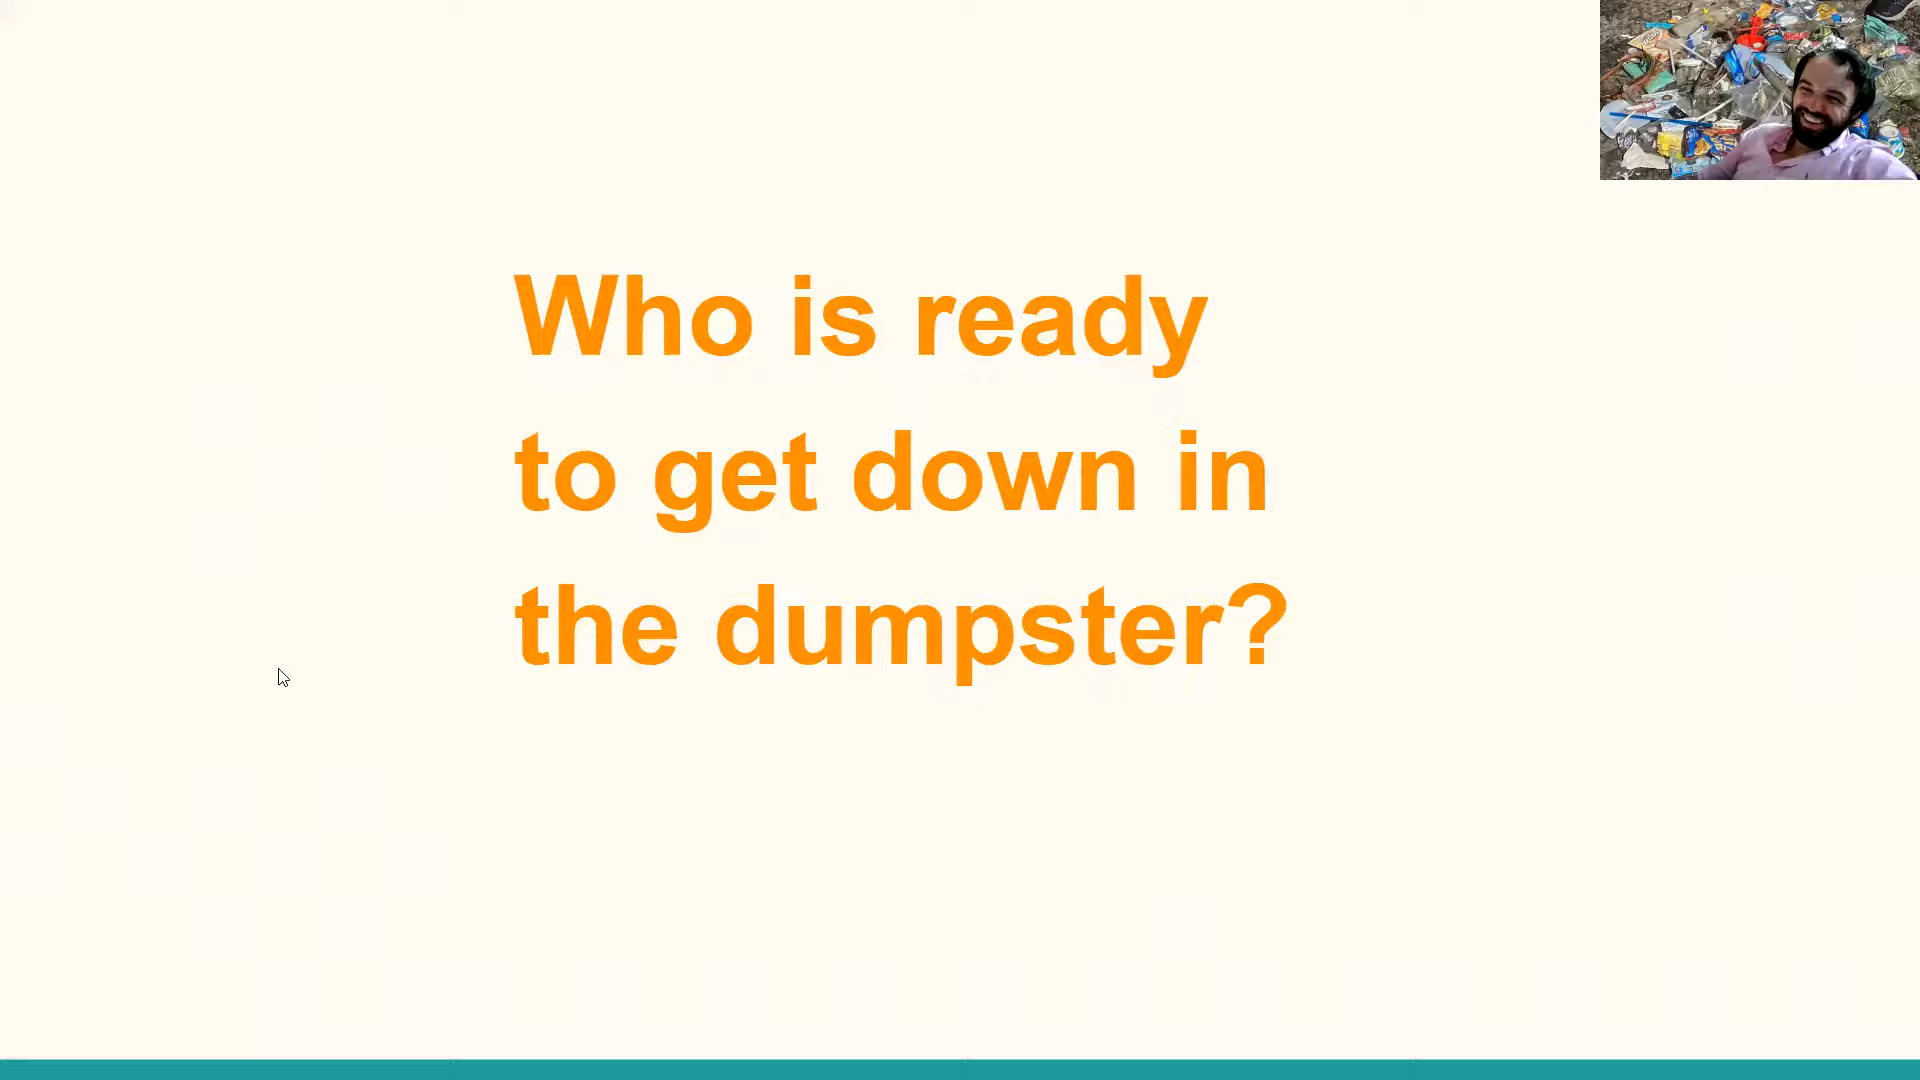 Who is ready
to get down in
the dumpster?